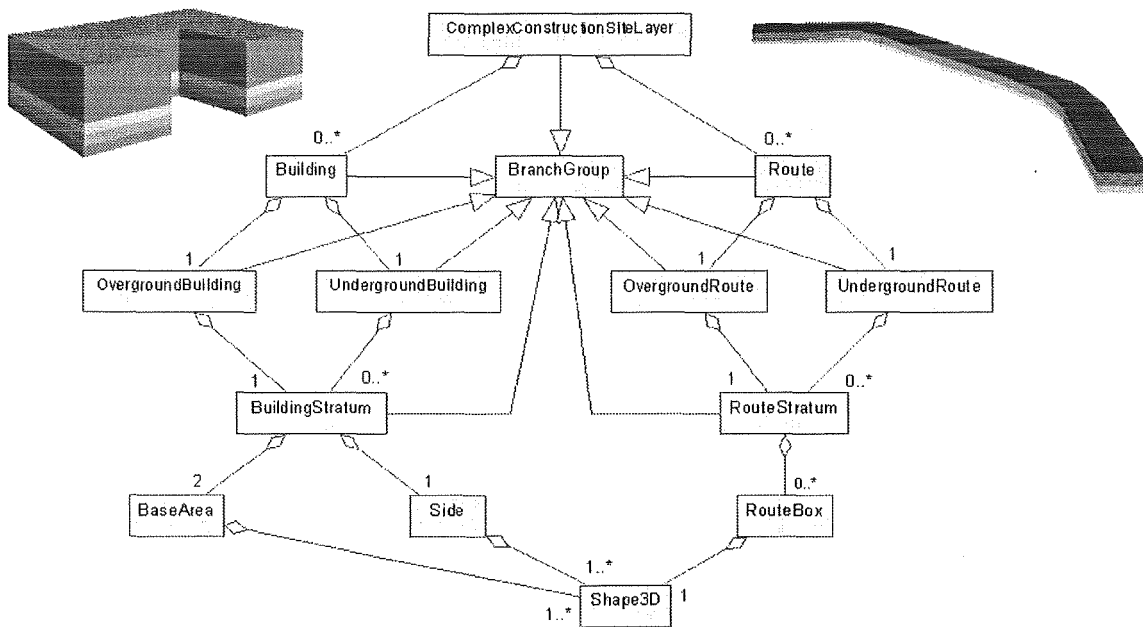 ComplexConstructionSiteLayer
0..*
0..*
Building
BranchGroup
Route
1
1
1
1
OvergroundBuilding
UndergroundBuilding
OvergroundRoute
UndergroundRoute
1
0..*
1
0..*
BuildingStratum
RouteStratum
2
1
0..*
BaseArea
Side
RouteBox
1..*
Shape3D
1
1..*